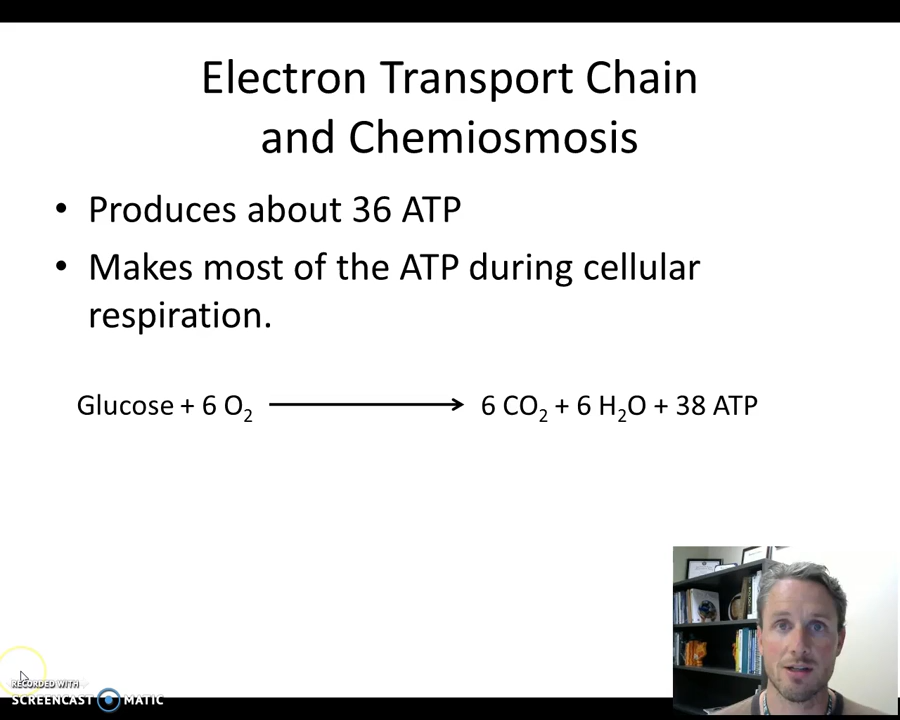 Electron Transport Chain
and Chemiosmosis
• Produces about 36 ATP
• Makes most of the ATP during cellular
respiration.
Glucose + 6 O₂ → 6 CO₂ + 6 H₂O + 38 ATP
RECORDED WITH
SCREENCAST MATIC